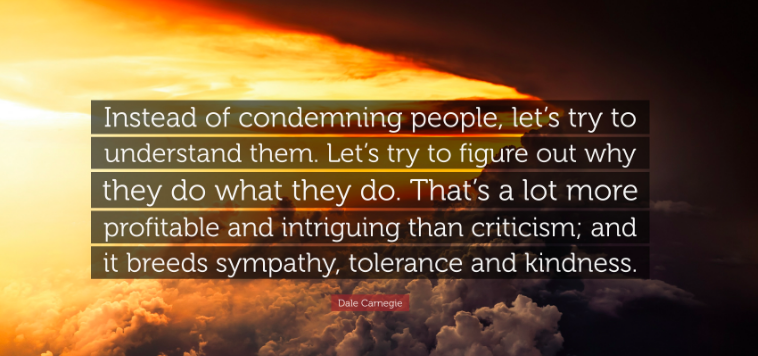 Instead of condemning people, let’s try to
understand them. Let’s try to figure out why
they do what they do. That’s a lot more
profitable and intriguing than criticism; and
it breeds sympathy, tolerance and kindness.
Dale Carnegie